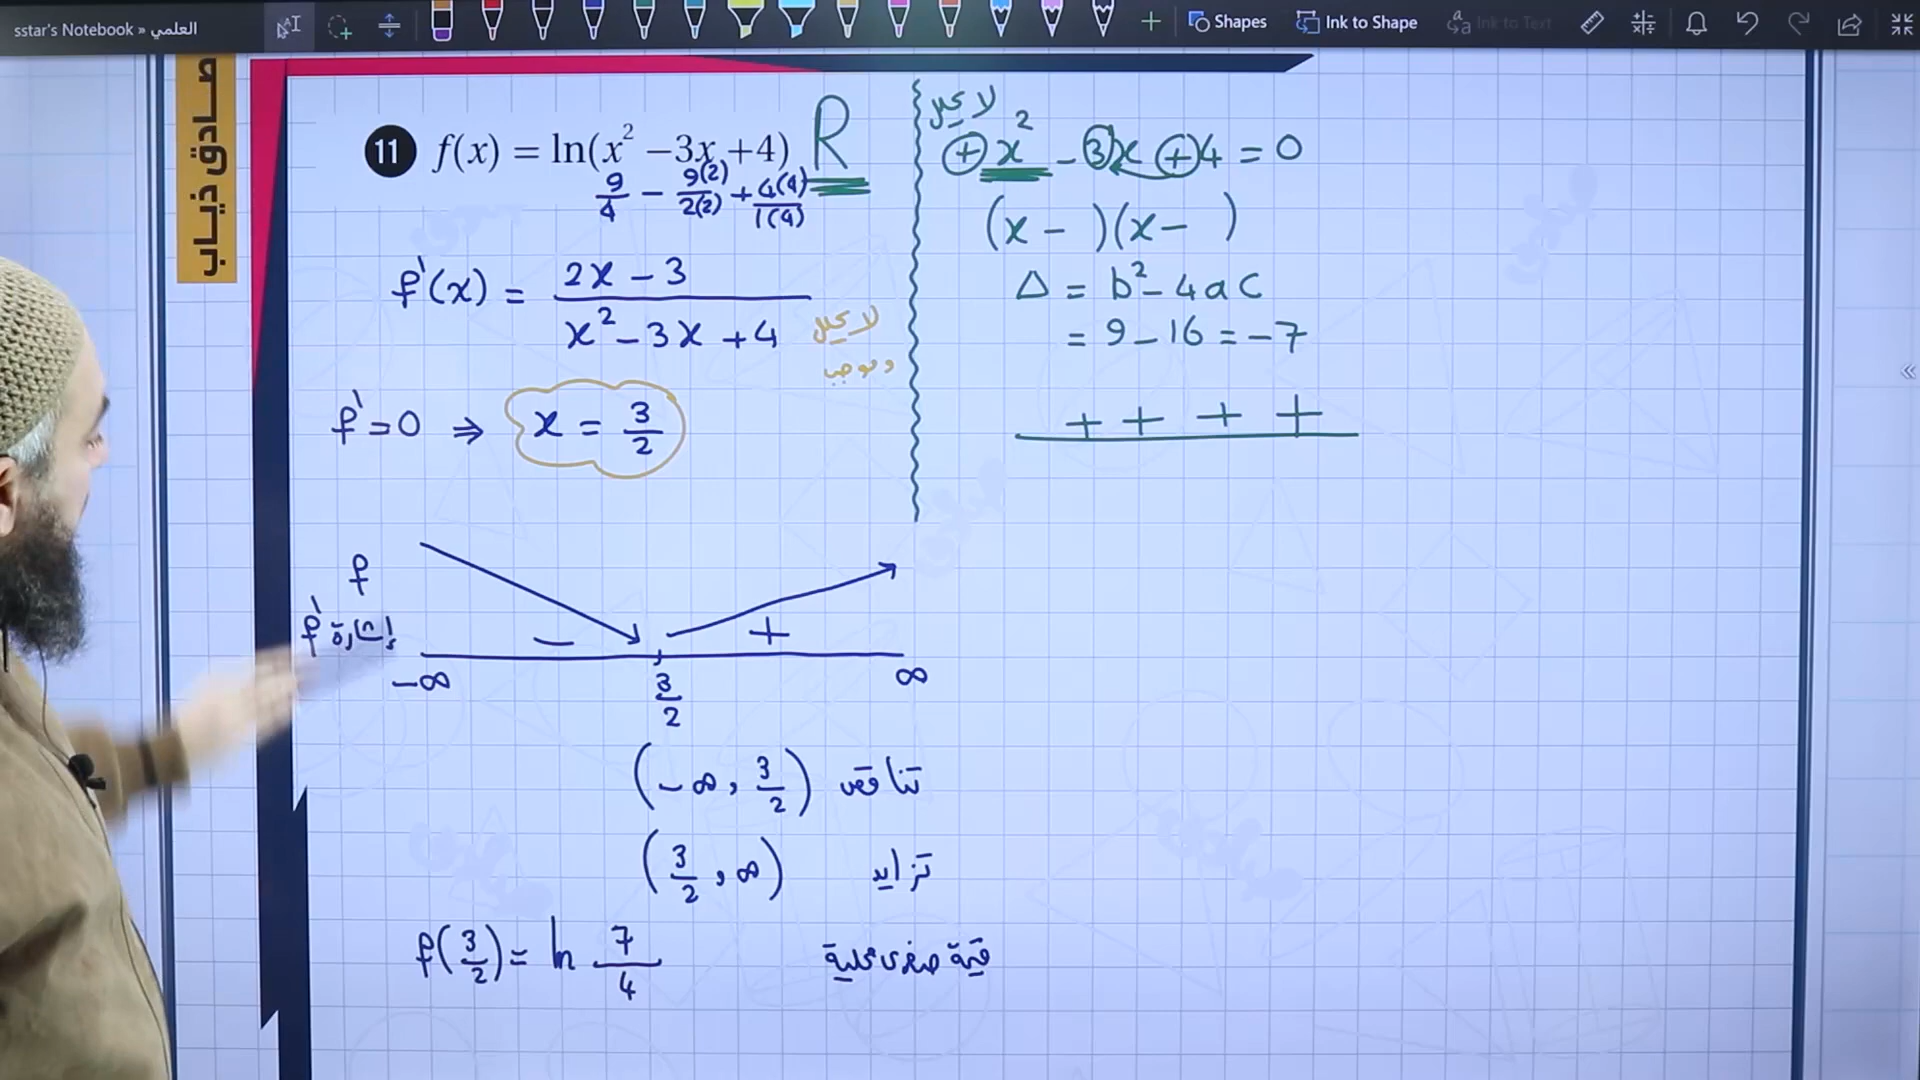 sstar's Notebook » العلمي
Shapes
Ink to Shape
Ink to Text
صادق ذياب
11 f(x) = ln(x² −3x +4) R
9/4 − 9(2)/2(2) + 4(4)/1(4)
f'(x) = (2x − 3)/(x² − 3x + 4)
لا يحلل
وموجب
f' = 0 ⇒ x = 3/2
f
إشارة f'
− +
−∞ 3/2 ∞
(−∞, 3/2) تناقص
(3/2, ∞) تزايد
f(3/2) = ln 7/4 قيمة صغرى محلية
لا يحلل
+x² − 3x + 4 = 0
(x − )(x − )
Δ = b² − 4ac
= 9 − 16 = −7
+ + + +